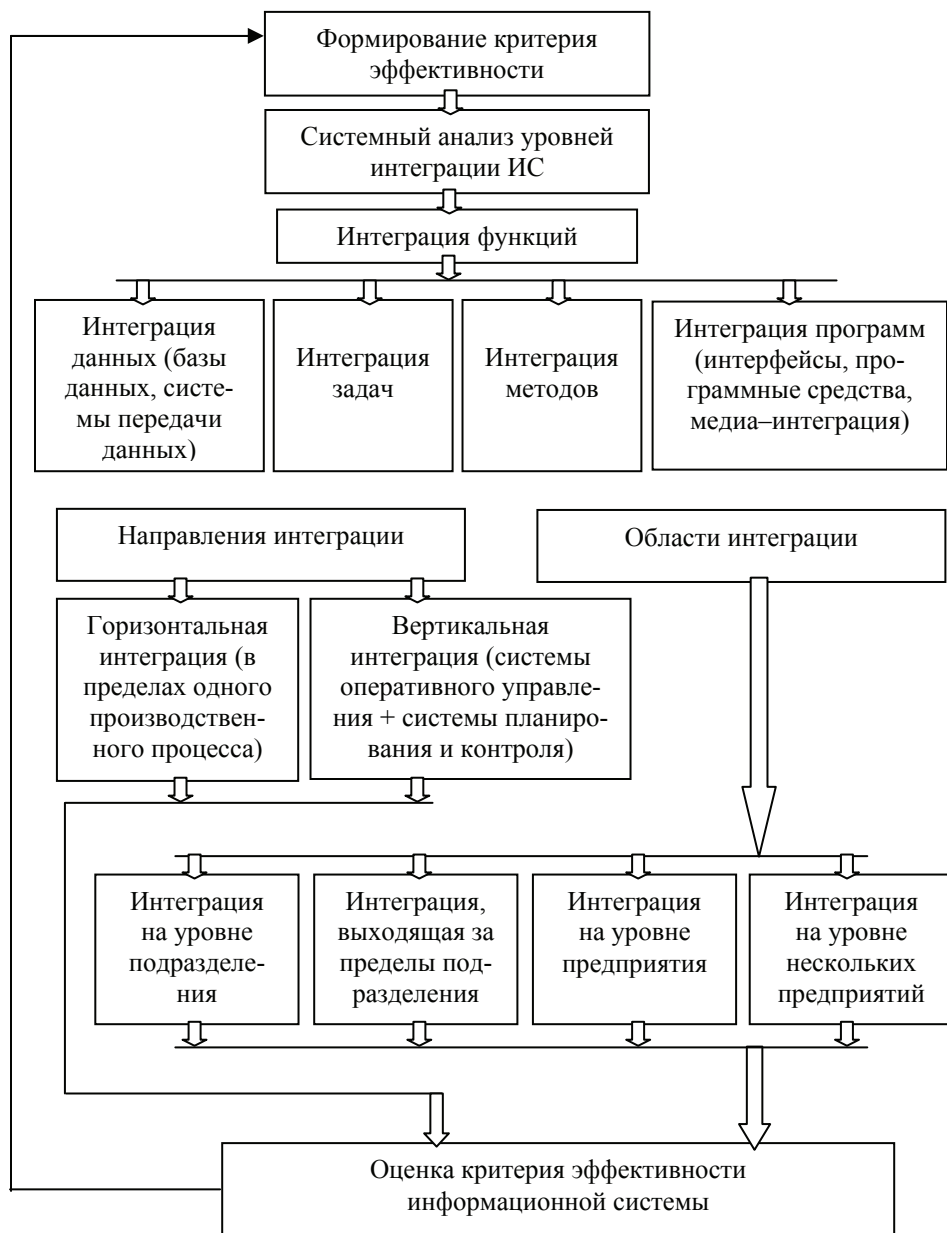 Формирование критерия
эффективности
Системный анализ уровней
интеграции ИС
Интеграция функций
Интеграция
данных (базы
данных, систе-
мы передачи
данных)
Интеграция
задач
Интеграция
методов
Интеграция программ
(интерфейсы, про-
граммные средства,
медиа–интеграция)
Направления интеграции
Области интеграции
Горизонтальная
интеграция (в
пределах одного
производствен-
ного процесса)
Вертикальная
интеграция (системы
оперативного управле-
ния + системы планиро-
вания и контроля)
Интеграция
на уровне
подразделе-
ния
Интеграция,
выходящая за
пределы под-
разделения
Интеграция
на уровне
предприятия
Интеграция
на уровне
нескольких
предприятий
Оценка критерия эффективности
информационной системы